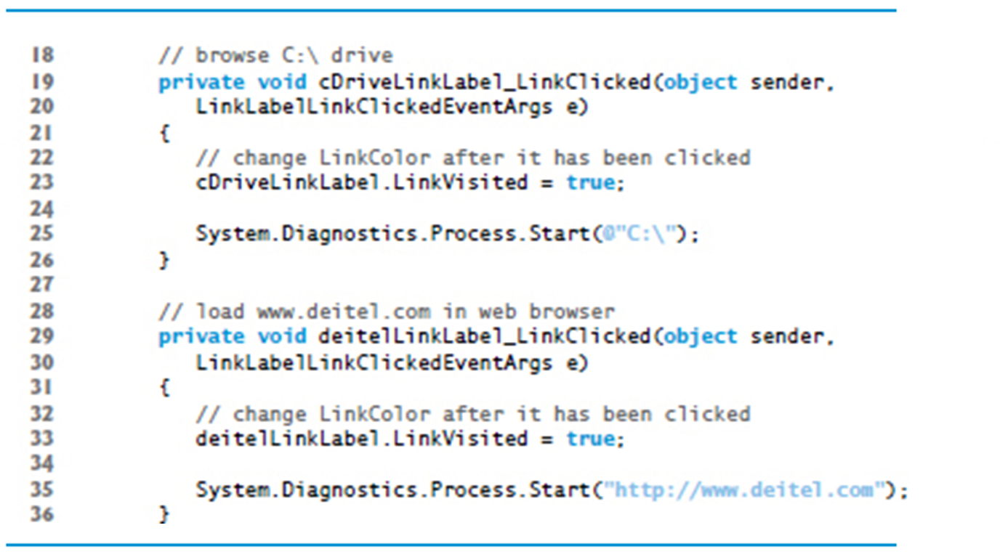 18 // browse C:\ drive
19 private void cDriveLinkLabel_LinkClicked(object sender,
20 LinkLabelLinkClickedEventArgs e)
21 {
22 // change LinkColor after it has been clicked
23 cDriveLinkLabel.LinkVisited = true;
24
25 System.Diagnostics.Process.Start(@"C:\");
26 }
27
28 // load www.deitel.com in web browser
29 private void deitelLinkLabel_LinkClicked(object sender,
30 LinkLabelLinkClickedEventArgs e)
31 {
32 // change LinkColor after it has been clicked
33 deitelLinkLabel.LinkVisited = true;
34
35 System.Diagnostics.Process.Start("http://www.deitel.com");
36 }